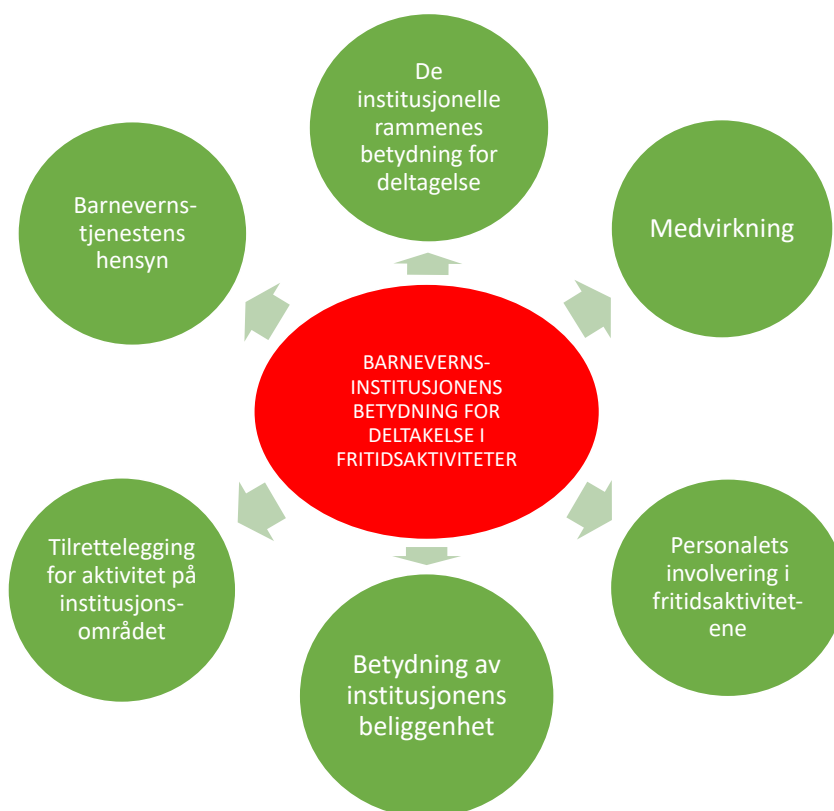 De
institusjonelle
rammenes
betydning for
deltagelse
Barneverns-
tjenestens
hensyn
Medvirkning
BARNEVERNS-
INSTITUSJONENS
BETYDNING FOR
DELTAKELSE I
FRITIDSAKTIVITETER
Tilrettelegging
for aktivitet på
institusjons-
området
Personalets
involvering i
fritidsaktivitet-
ene
Betydning av
institusjonens
beliggenhet